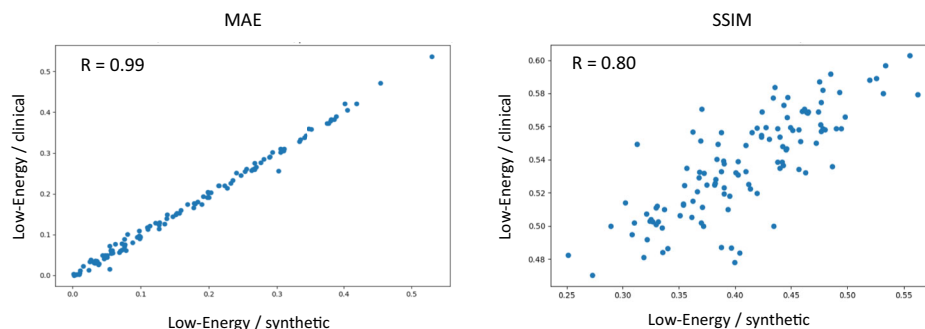 MAE
R = 0.99
Low-Energy / clinical
0.5
0.4
0.3
0.2
0.1
0.0
0.0 0.1 0.2 0.3 0.4 0.5
Low-Energy / synthetic
SSIM
R = 0.80
Low-Energy / clinical
0.60
0.58
0.56
0.54
0.52
0.50
0.48
0.25 0.30 0.35 0.40 0.45 0.50 0.55
Low-Energy / synthetic